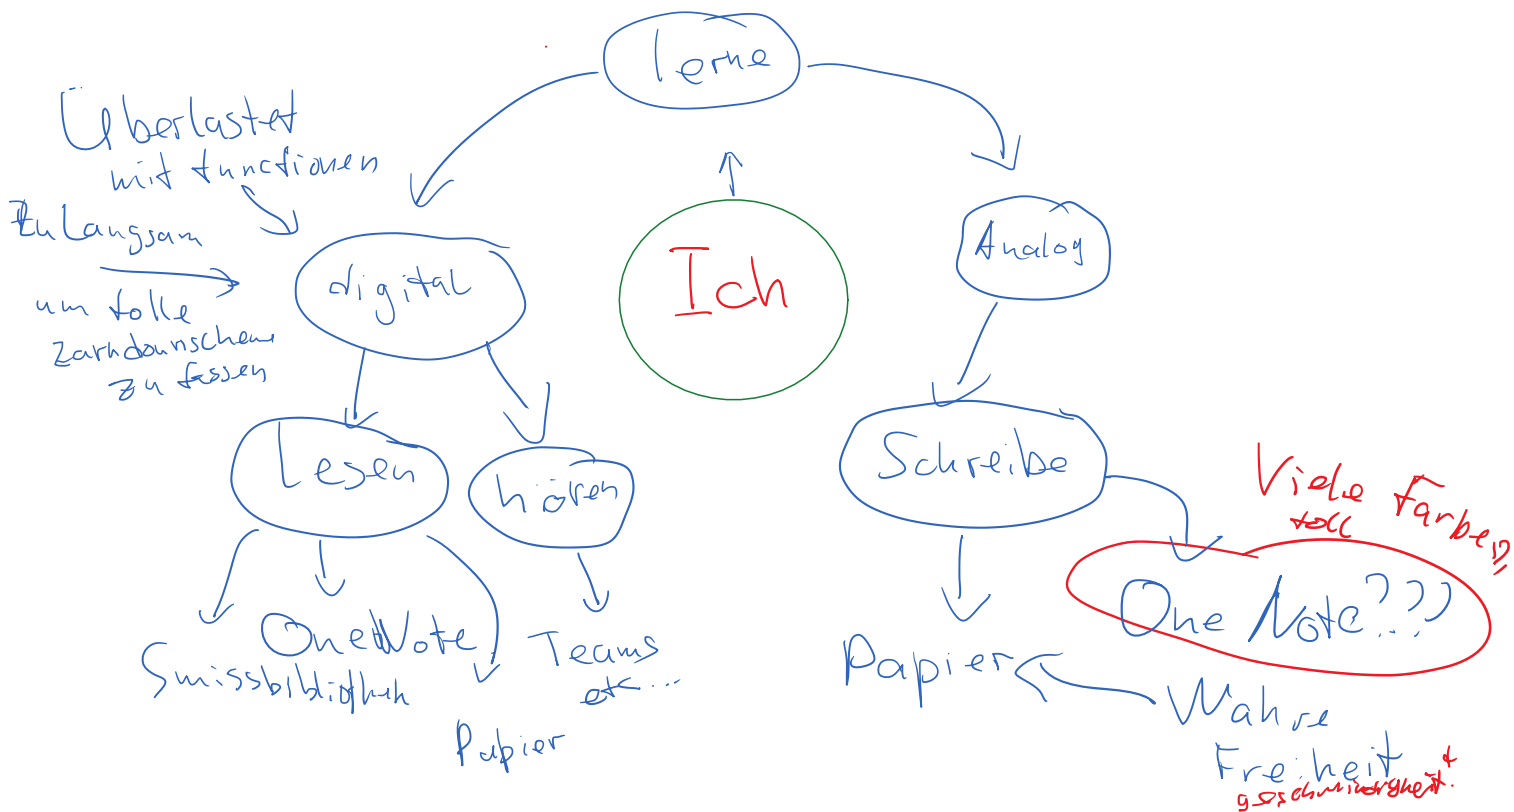 lerne
Überlastet
mit functionen
Zu Langsam
um tolle
zu fassen
digital
Ich
Analog
Lesen
hören
Schreibe
Viele Farben
toll
OneNote
Swissbibliothek
Papier
Teams
etc...
Papier
One Note???
Wahre
Freiheit
+